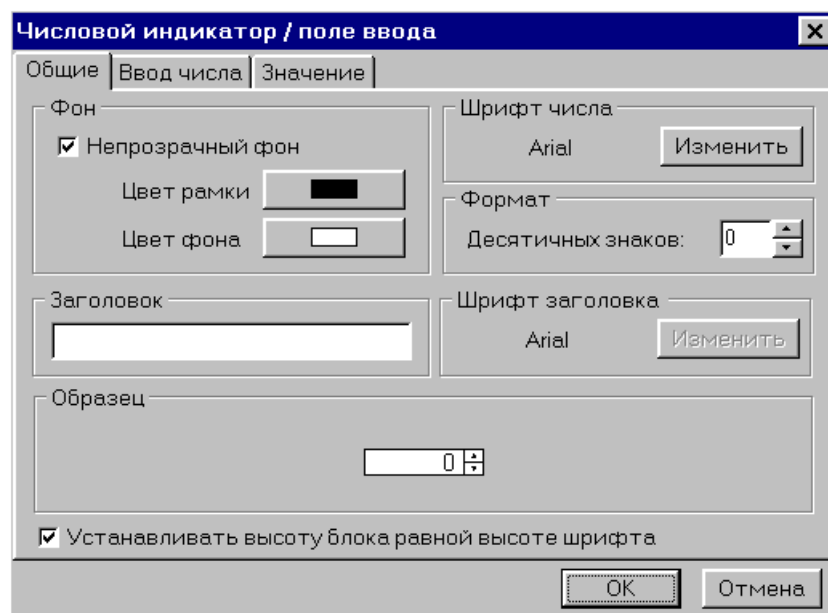 Числовой индикатор / поле ввода
Общие Ввод числа Значение
Фон
Непрозрачный фон
Цвет рамки
Цвет фона
Шрифт числа
Arial Изменить
Формат
Десятичных знаков: 0
Заголовок
Шрифт заголовка
Arial Изменить
Образец
0
Устанавливать высоту блока равной высоте шрифта
OK Отмена